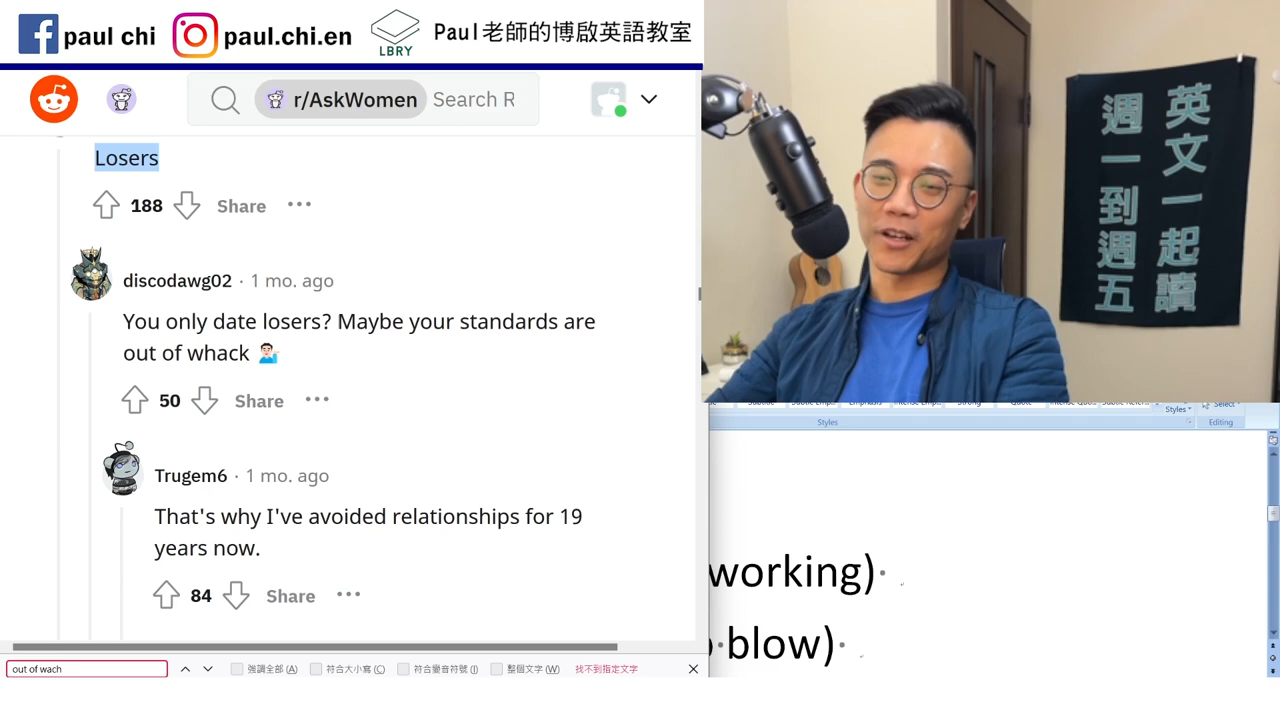 paul chi
paul.chi.en
LBRY
Paul老師的博啟英語教室
r/AskWomen
Search R
Losers
188
Share
discodawg02 · 1 mo. ago
You only date losers? Maybe your standards are
out of whack
50
Share
Trugem6 · 1 mo. ago
That's why I've avoided relationships for 19
years now.
84
Share
out of wach
強調全部 (A)
符合大小寫 (C)
符合變音符號 (I)
整個文字 (W)
找不到指定文字
英文一起讀
週一到週五
Styles
Select
Styles
Editing
working)
blow)